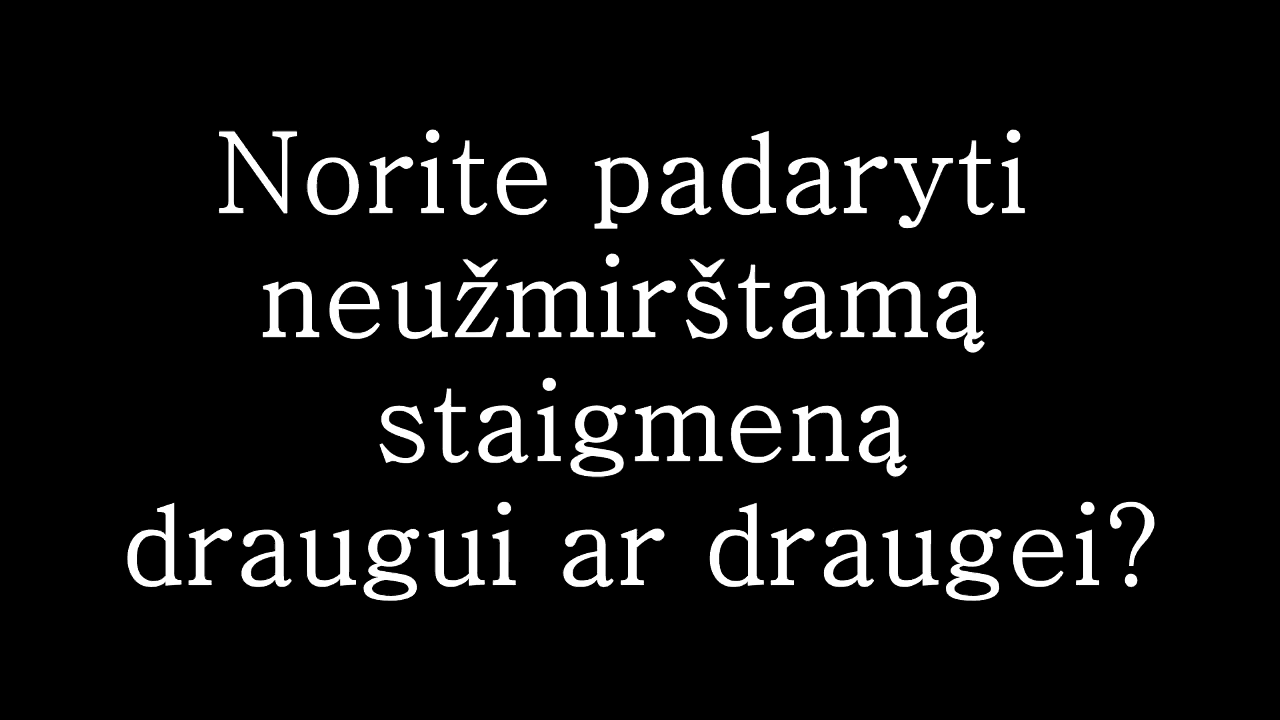 Norite padaryti
neužmirštamą
staigmeną
draugui ar draugei?